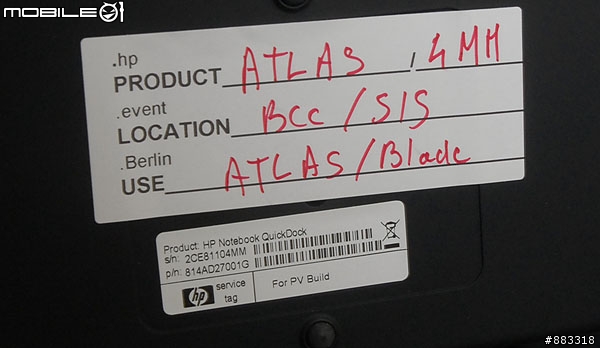 MOBILE01
.hp
PRODUCT ATLAS , 4MM
.event
LOCATION BCC / SIS
.Berlin
USE ATLAS/Blade
Product: HP Notebook QuickDock
s/n: 2CE81104MM
p/n: 814AD27001G
hp service tag
For PV Build
#883318